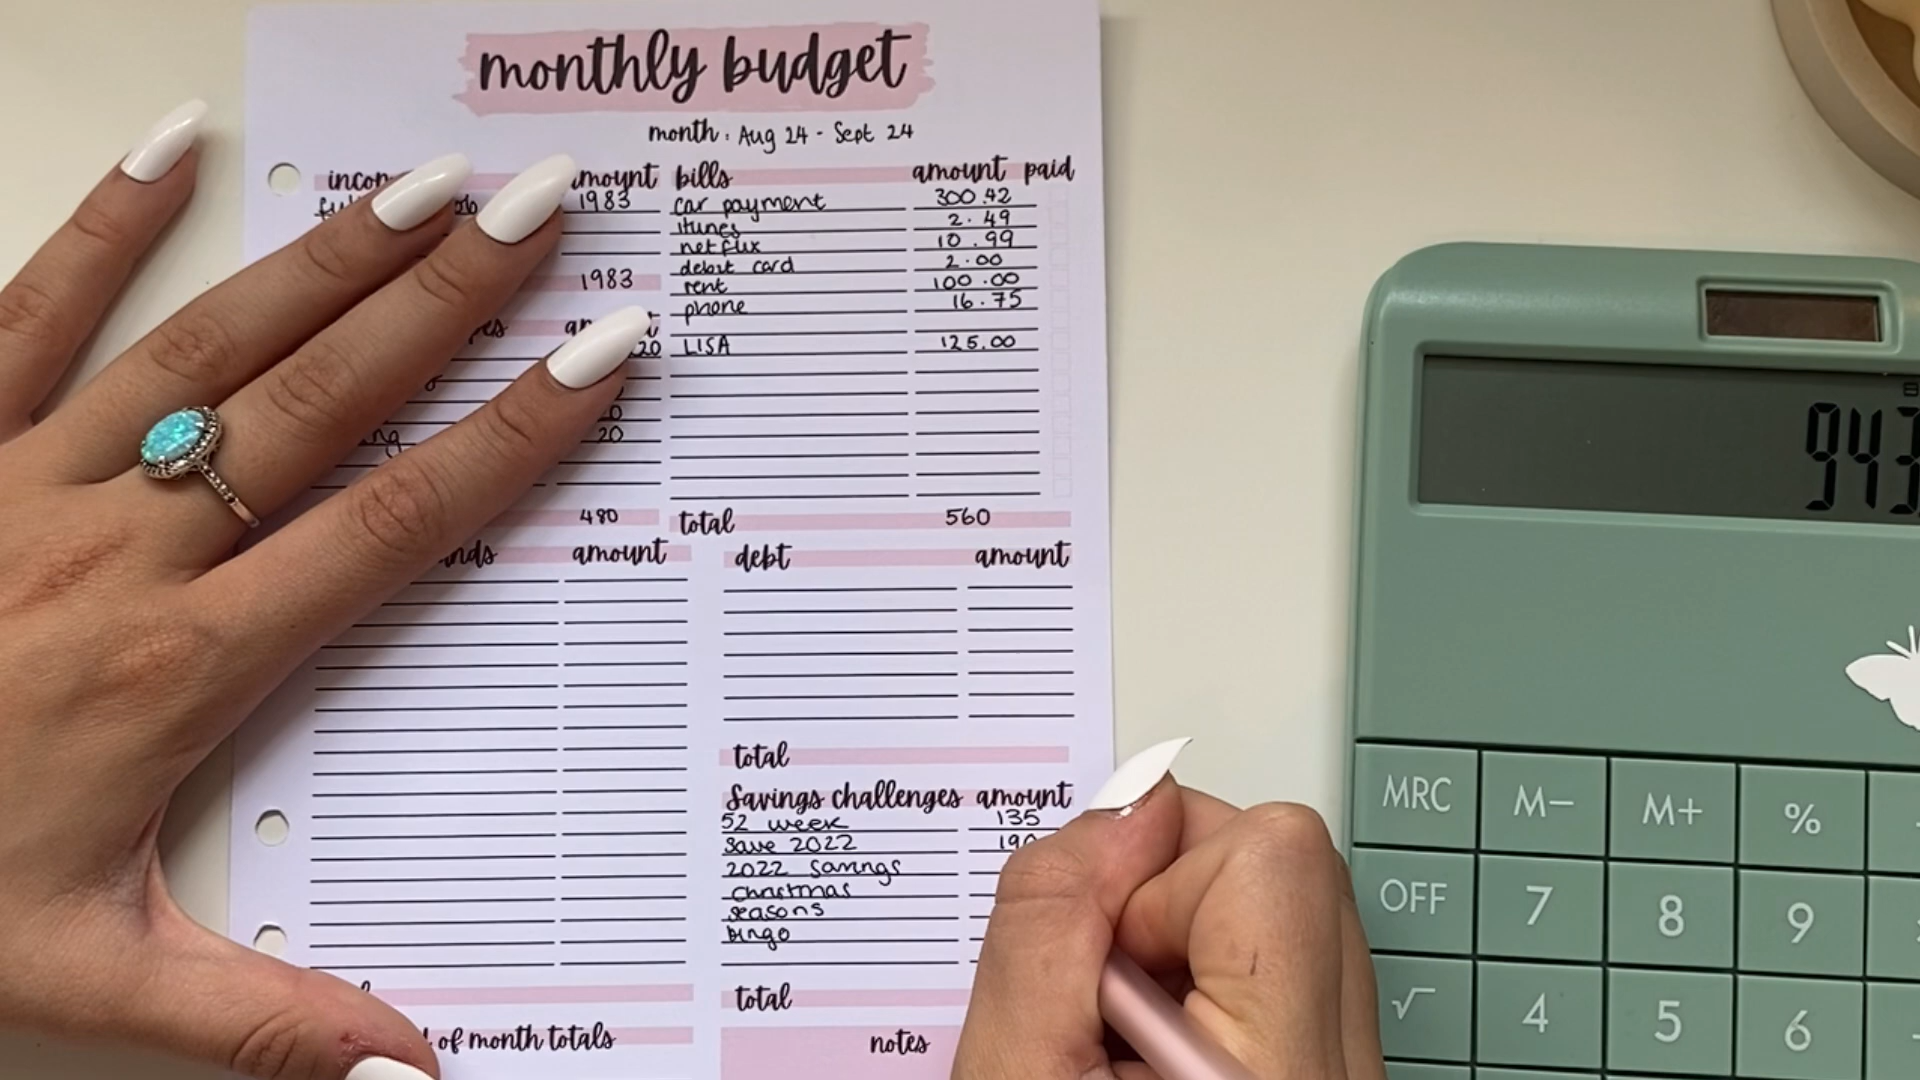 monthly budget
month: Aug 24 - Sept 24
amount bills amount paid
1983 car payment 300.42
itunes 2.49
netflix 10.99
debit card 2.00
1983 rent 100.00
phone 16.75
20 LISA 125.00
20
480 total 560
amount debt amount
total
Savings challenges amount
52 week 135
Save 2022
2022 Savings
Christmas
seasons
bingo
total
of month totals notes
943
MRC M− M+ %
OFF 7 8 9
√ 4 5 6